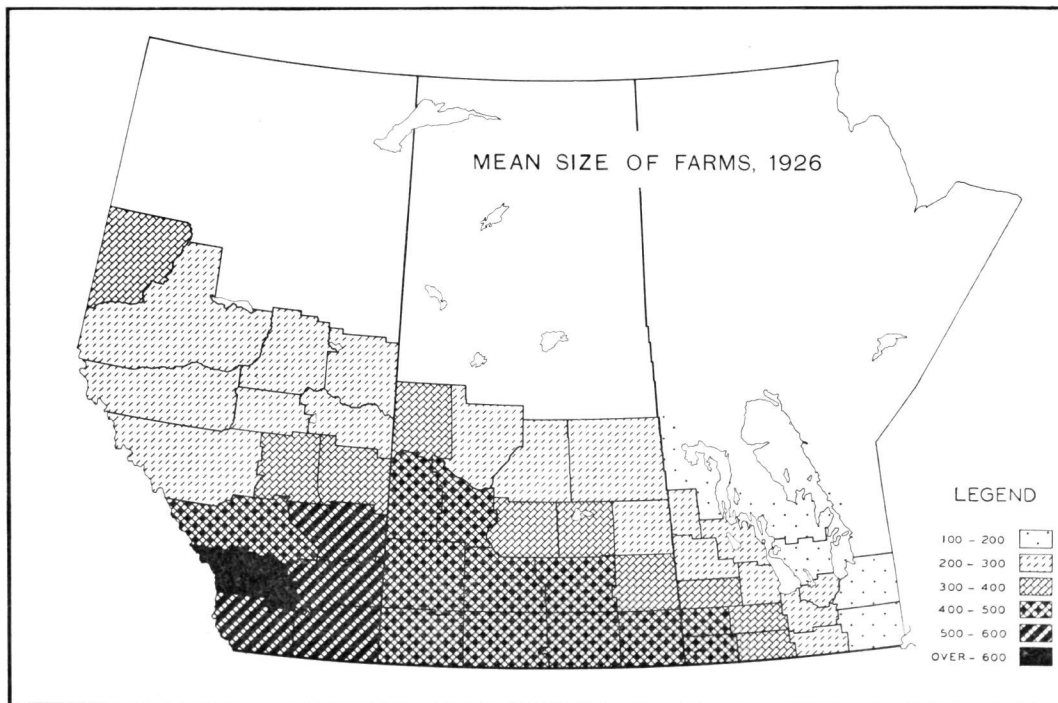 MEAN SIZE OF FARMS, 1926
LEGEND
100 - 200
200 - 300
300 - 400
400 - 500
500 - 600
OVER - 600